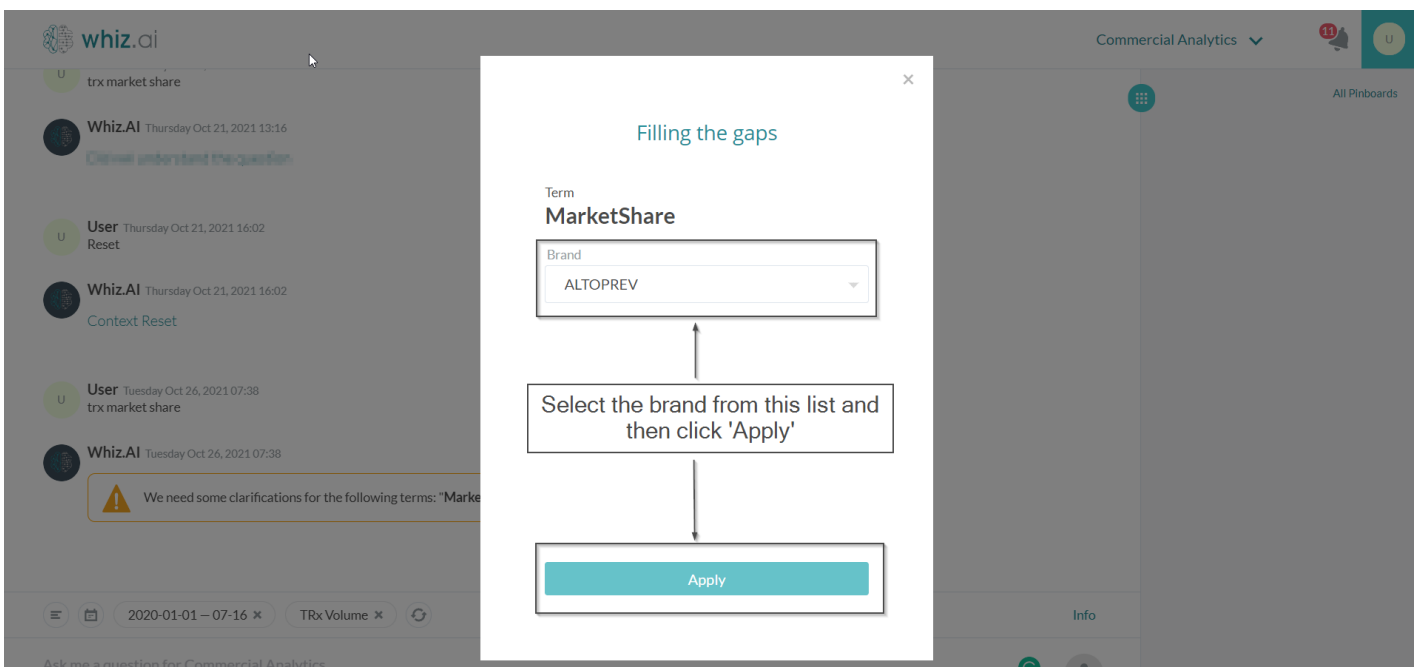 whiz.ai
Commercial Analytics
11
U
All Pinboards
U
trx market share
Whiz.AI Thursday Oct 21, 2021 13:16
U
User Thursday Oct 21, 2021 16:02
Reset
Whiz.AI Thursday Oct 21, 2021 16:02
Context Reset
U
User Tuesday Oct 26, 2021 07:38
trx market share
Whiz.AI Tuesday Oct 26, 2021 07:38
We need some clarifications for the following terms: "Marke
2020-01-01 — 07-16 ×
TRx Volume ×
Info
Ask me a question for Commercial Analytics
×
Filling the gaps
Term
MarketShare
Brand
ALTOPREV
Select the brand from this list and
then click 'Apply'
Apply